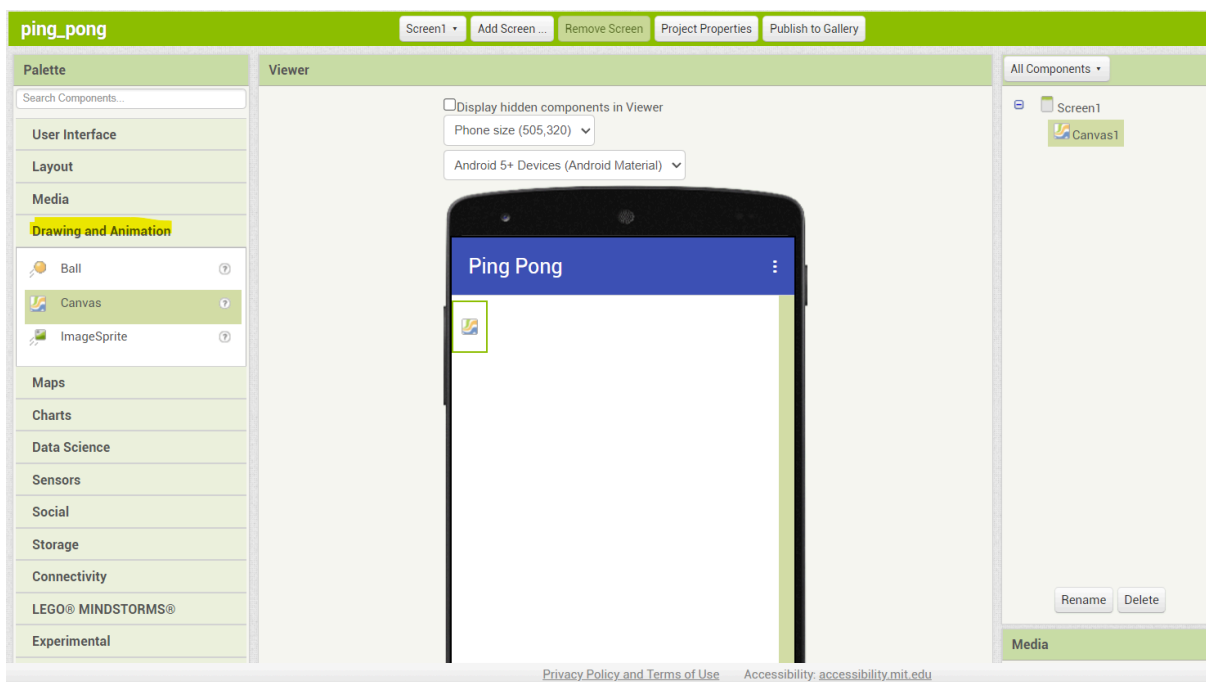 ping_pong
Screen1
Add Screen ...
Remove Screen
Project Properties
Publish to Gallery
Palette
Search Components...
User Interface
Layout
Media
Drawing and Animation
Ball
Canvas
ImageSprite
Maps
Charts
Data Science
Sensors
Social
Storage
Connectivity
LEGO® MINDSTORMS®
Experimental
Viewer
Display hidden components in Viewer
Phone size (505,320)
Android 5+ Devices (Android Material)
Ping Pong
All Components
Screen1
Canvas1
Rename
Delete
Media
Privacy Policy and Terms of Use
Accessibility: accessibility.mit.edu